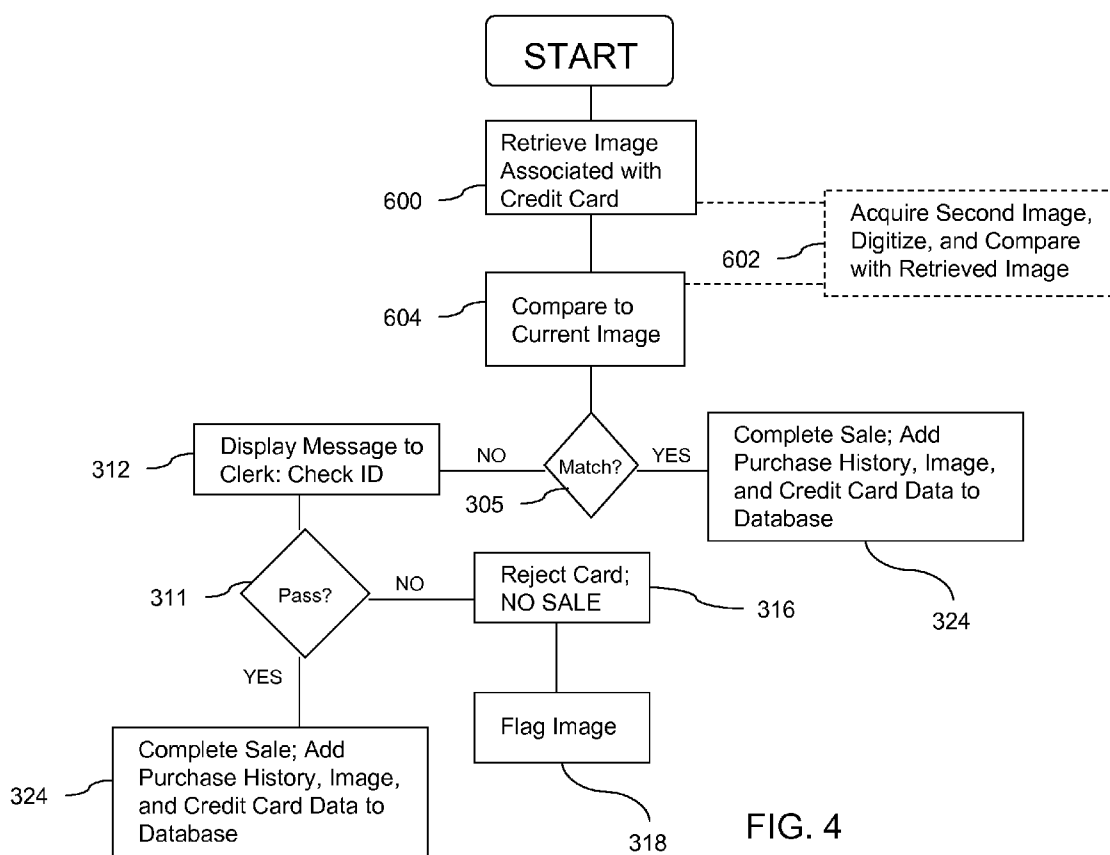 START
Retrieve Image
Associated with
Credit Card
600
Acquire Second Image,
Digitize, and Compare
with Retrieved Image
602
Compare to
Current Image
604
Match?
305
NO
YES
Display Message to
Clerk: Check ID
312
Complete Sale; Add
Purchase History, Image,
and Credit Card Data to
Database
324
Pass?
311
NO
YES
Reject Card;
NO SALE
316
Flag Image
318
Complete Sale; Add
Purchase History, Image,
and Credit Card Data to
Database
324
FIG. 4